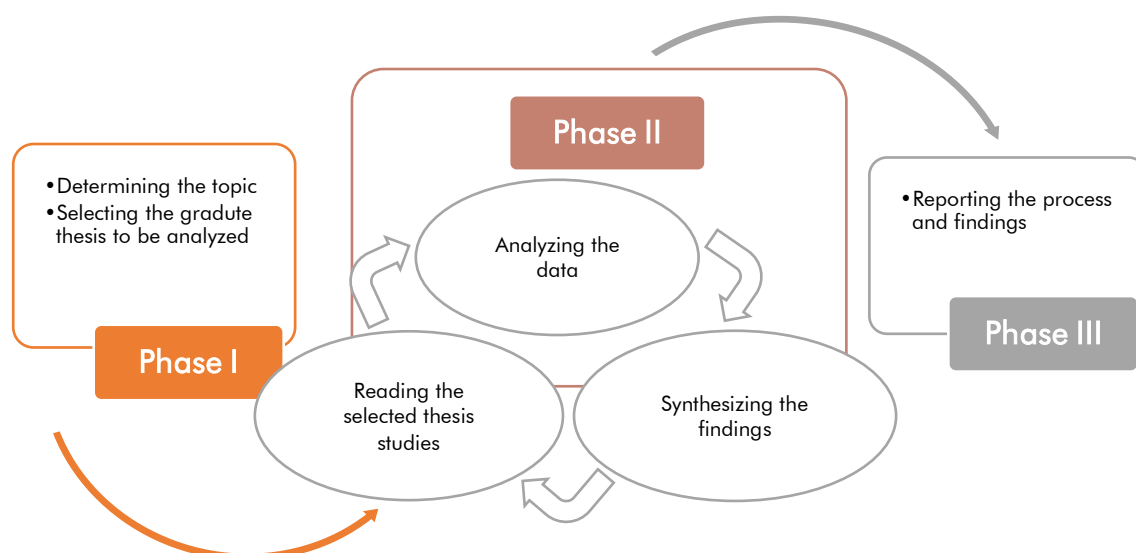 •Determining the topic
•Selecting the gradute
thesis to be analyzed
Phase I
Phase II
Analyzing the
data
Reading the
selected thesis
studies
Synthesizing the
findings
•Reporting the process
and findings
Phase III